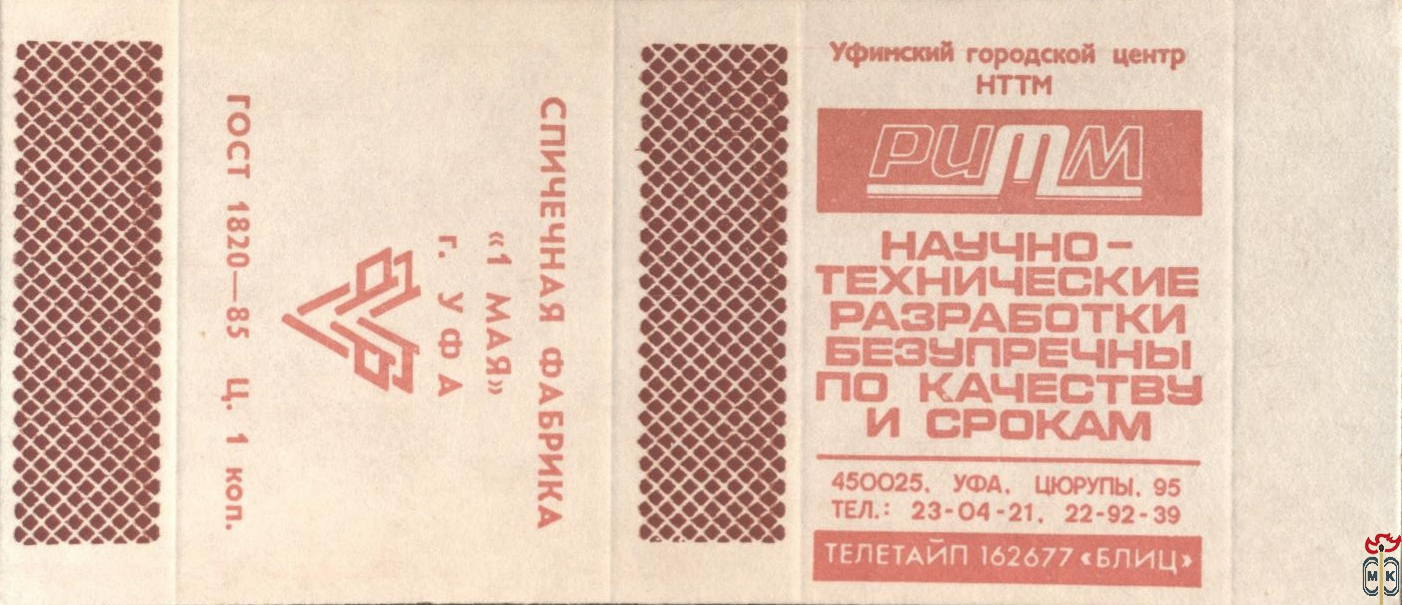 СПИЧЕЧНАЯ ФАБРИКА
«1 МАЯ»
г. УФА
ГОСТ 1820—85 Ц. 1 коп.
Уфимский городской центр
НТТМ
РИТМ
НАУЧНО-
ТЕХНИЧЕСКИЕ
РАЗРАБОТКИ
БЕЗУПРЕЧНЫ
ПО КАЧЕСТВУ
И СРОКАМ
450025. УФА. ЦЮРУПЫ. 95
ТЕЛ.: 23-04-21. 22-92-39
ТЕЛЕТАЙП 162677 «БЛИЦ»
МК